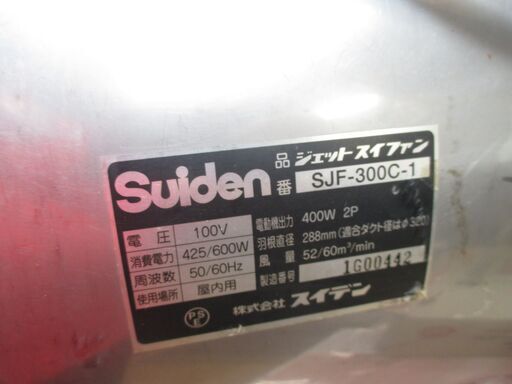 Suiden
品番 ジェットスイファン
SJF-300C-1
電圧 100V
消費電力 425/600W
周波数 50/60Hz
使用場所 屋内用
電動機出力 400W 2P
羽根直径 288mm(適合ダクト径はφ320)
風量 52/60m³/min
製造番号 1G00442
PSE
株式会社 スイデン